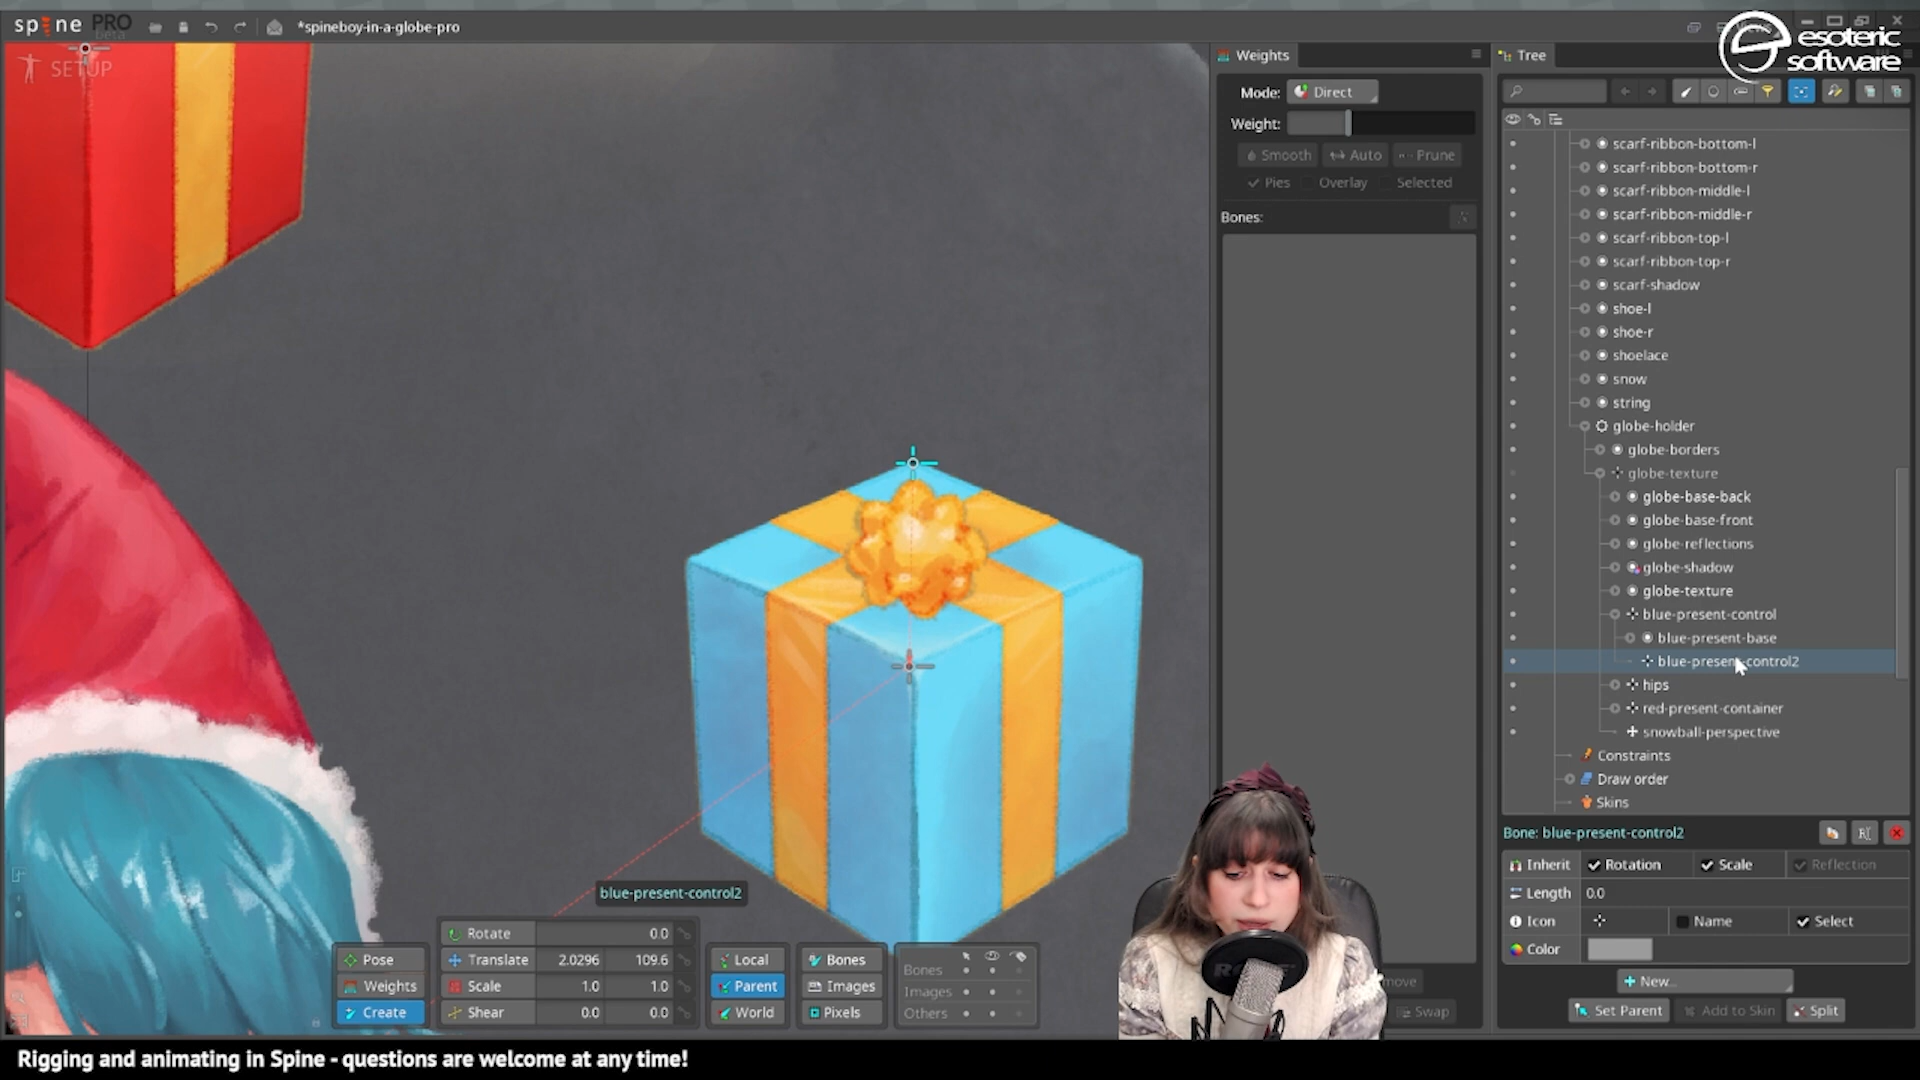 spine PRO
beta
*spineboy-in-a-globe-pro
esoteric
software
SETUP
Weights
Mode: Direct
Weight:
Smooth Auto Prune
Pies Overlay Selected
Bones:
Tree
scarf-ribbon-bottom-l
scarf-ribbon-bottom-r
scarf-ribbon-middle-l
scarf-ribbon-middle-r
scarf-ribbon-top-l
scarf-ribbon-top-r
scarf-shadow
shoe-l
shoe-r
shoelace
snow
string
globe-holder
globe-borders
globe-texture
globe-base-back
globe-base-front
globe-reflections
globe-shadow
globe-texture
blue-present-control
blue-present-base
blue-present-control2
hips
red-present-container
snowball-perspective
Constraints
Draw order
Skins
Bone: blue-present-control2
Inherit Rotation Scale Reflection
Length 0.0
Icon Name Select
Color
New...
Set Parent Add to Skin Split
Swap
blue-present-control2
Pose
Weights
Create
Rotate 0.0
Translate 2.0296 109.6
Scale 1.0 1.0
Shear 0.0 0.0
Local
Parent
World
Bones
Images
Pixels
Bones
Images
Others
Rigging and animating in Spine - questions are welcome at any time!